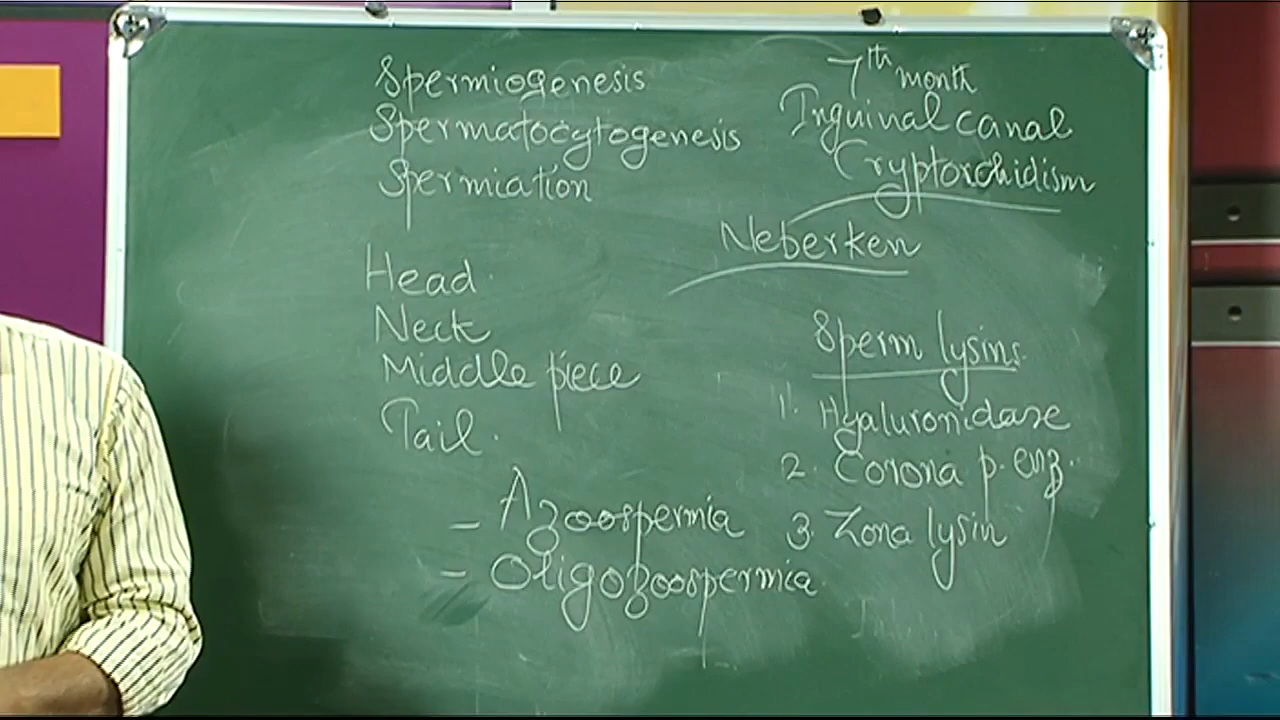 Spermiogenesis
Spermatocytogenesis
Spermiation
Head
Neck
Middle piece
Tail.
- Azoospermia
- Oligozoospermia
7th month
Inguinal canal
Cryptorchidism
Neberken
Sperm lysins
1. Hyaluronidase
2. Corona p. enz.
3. Zona lysin